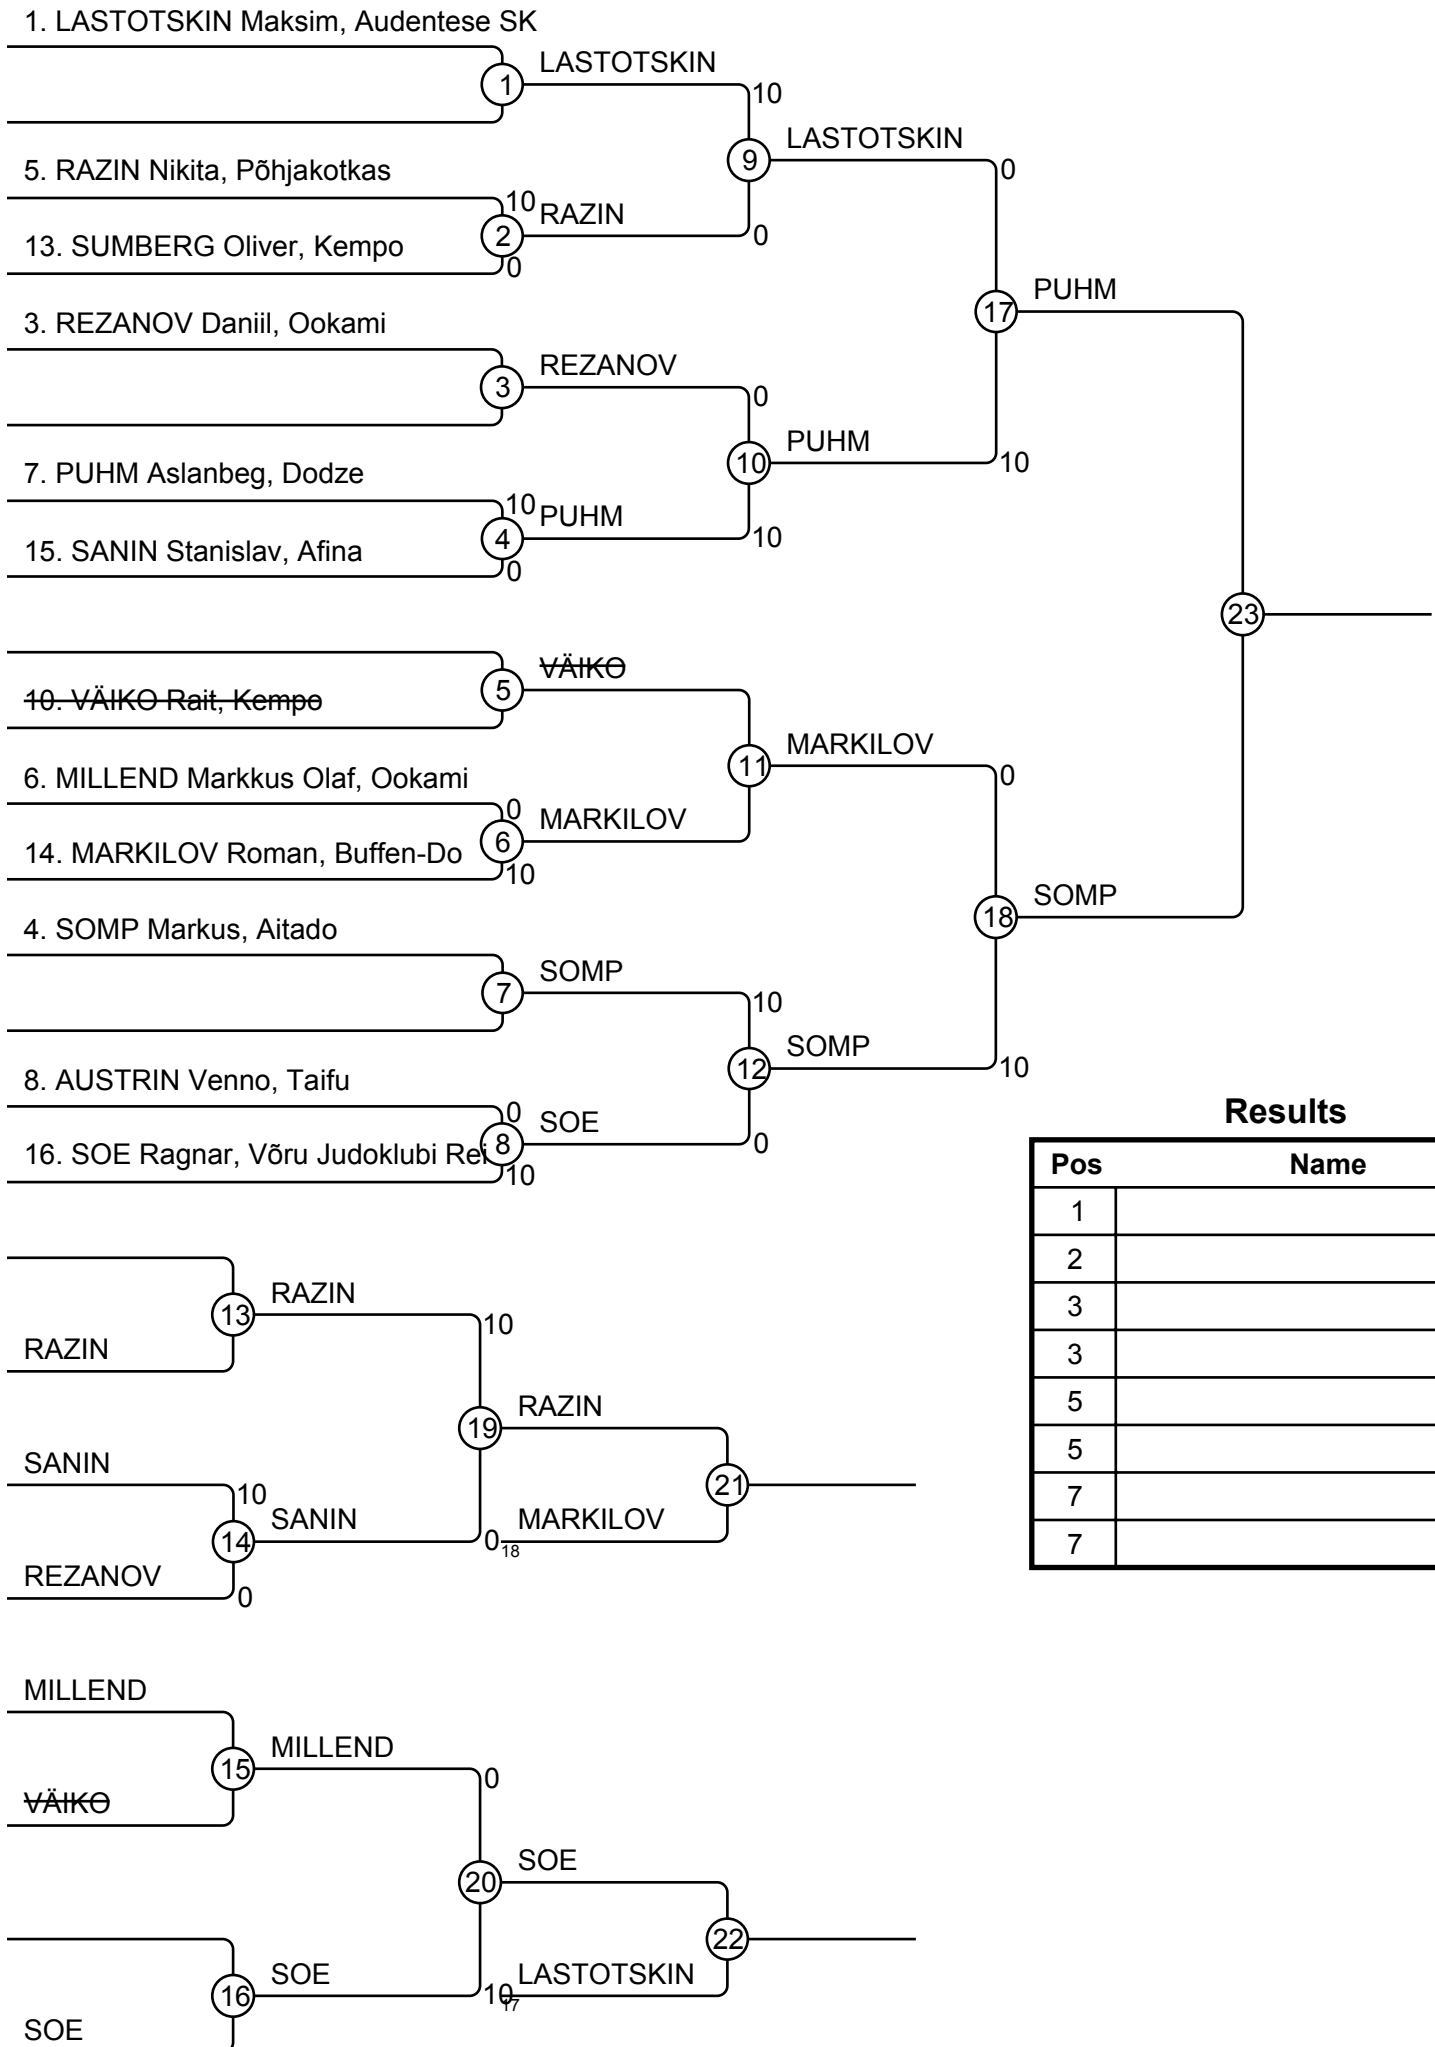 1. LASTOTSKIN Maksim, Audentese SK
LASTOTSKIN
1
10
LASTOTSKIN
9
0
5. RAZIN Nikita, Põhjakotkas
10
RAZIN
2
0
13. SUMBERG Oliver, Kempo
0
PUHM
17
3. REZANOV Daniil, Ookami
REZANOV
3
0
PUHM
10
10
7. PUHM Aslanbeg, Dodze
10
PUHM
4
10
15. SANIN Stanislav, Afina
0
23
VÄIKO
5
10. VÄIKO Rait, Kempo
MARKILOV
11
0
6. MILLEND Markkus Olaf, Ookami
0
MARKILOV
6
14. MARKILOV Roman, Buffen-Do
10
SOMP
18
4. SOMP Markus, Aitado
SOMP
7
10
SOMP
12
10
8. AUSTRIN Venno, Taifu
0
SOE
8
0
16. SOE Ragnar, Võru Judoklubi Rei
10
Results
Pos Name
1
2
3
3
5
5
7
7
RAZIN
13
10
RAZIN
RAZIN
19
SANIN
10
21
SANIN
14
0
18
MARKILOV
REZANOV
0
MILLEND
MILLEND
15
0
VÄIKO
SOE
20
22
SOE
16
10
17
LASTOTSKIN
SOE